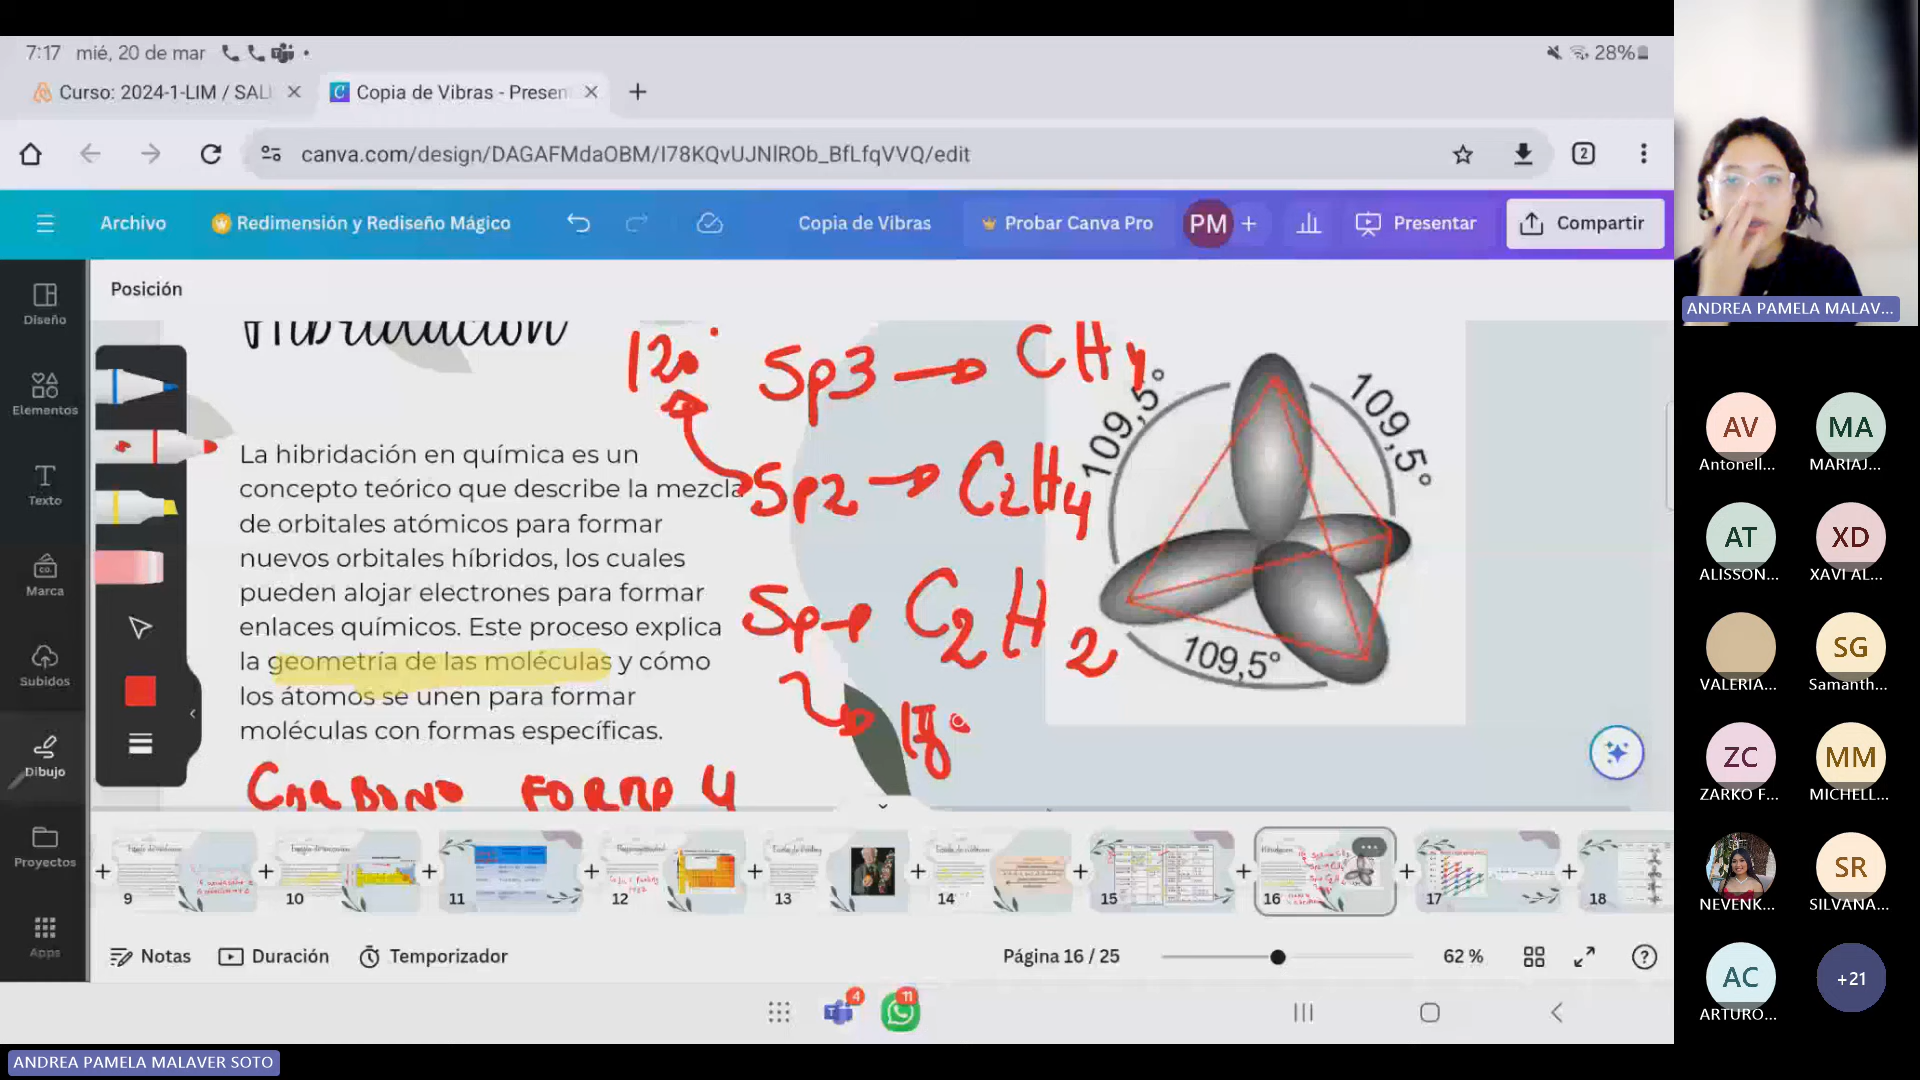 7:17 mié, 20 de mar
28%
Curso: 2024-1-LIM / SAL
Copia de Vibras - Presen
canva.com/design/DAGAFMdaOBM/I78KQvUJNlROb_BfLfqVVQ/edit
2
Archivo
Redimensión y Rediseño Mágico
Copia de Vibras
Probar Canva Pro
PM
Presentar
Compartir
ANDREA PAMELA MALAV...
Posición
Diseño
Elementos
Texto
Marca
Subidos
Dibujo
Proyectos
Apps
Hibridación
La hibridación en química es un
concepto teórico que describe la mezcla
de orbitales atómicos para formar
nuevos orbitales híbridos, los cuales
pueden alojar electrones para formar
enlaces químicos. Este proceso explica
la geometría de las moléculas y cómo
los átomos se unen para formar
moléculas con formas específicas.
CARBONO FORMA 4
120°
Sp3 → CH4
Sp2 → C2H4
Sp → C2H2
109,5°
109,5°
109,5°
AV
Antonell...
MA
MARIAJ...
AT
ALISSON...
XD
XAVI AL...
VALERIA...
SG
Samanth...
ZC
ZARKO F...
MM
MICHELL...
NEVENK...
SR
SILVANA...
AC
ARTURO...
+21
9
10
11
12
13
14
15
16
17
18
Notas
Duración
Temporizador
Página 16 / 25
62 %
4
11
ANDREA PAMELA MALAVER SOTO